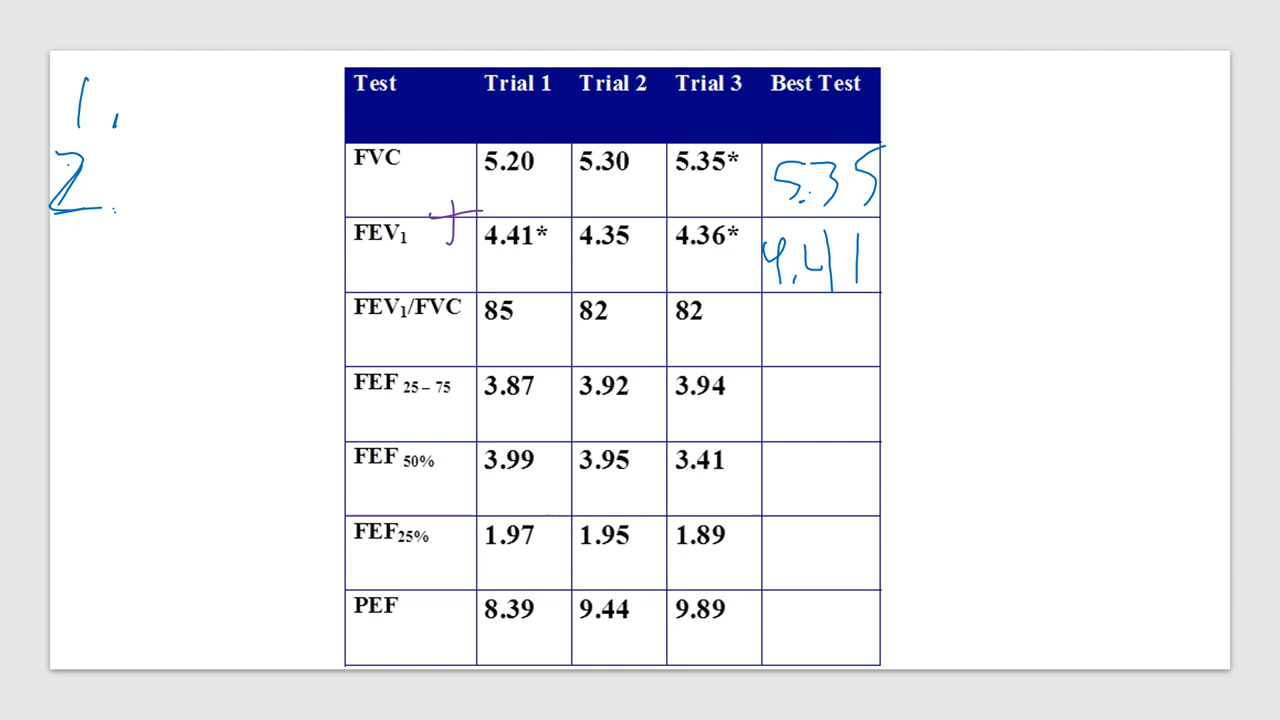 1.
2.
Test Trial 1 Trial 2 Trial 3 Best Test
FVC 5.20 5.30 5.35* 5.35
FEV₁ + 4.41* 4.35 4.36* 4.41
FEV₁/FVC 85 82 82
FEF 25 – 75 3.87 3.92 3.94
FEF 50% 3.99 3.95 3.41
FEF25% 1.97 1.95 1.89
PEF 8.39 9.44 9.89